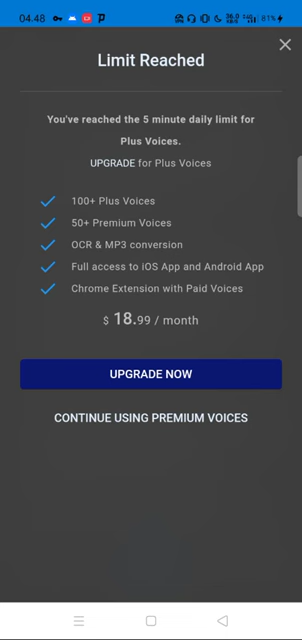 04.48
81%
Limit Reached
You've reached the 5 minute daily limit for
Plus Voices.
UPGRADE for Plus Voices
100+ Plus Voices
50+ Premium Voices
OCR & MP3 conversion
Full access to iOS App and Android App
Chrome Extension with Paid Voices
$ 18.99 / month
UPGRADE NOW
CONTINUE USING PREMIUM VOICES